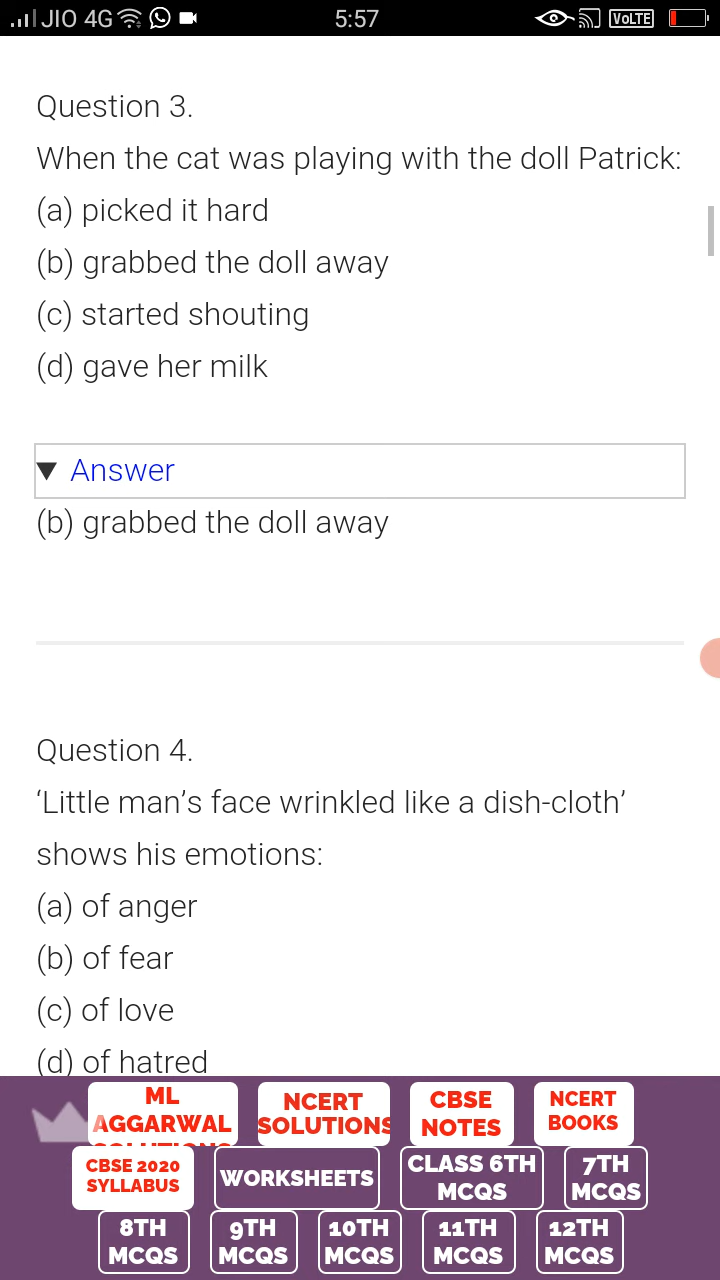 JIO 4G 5:57 VoLTE
Question 3.
When the cat was playing with the doll Patrick:
(a) picked it hard
(b) grabbed the doll away
(c) started shouting
(d) gave her milk
Answer
(b) grabbed the doll away
Question 4.
‘Little man’s face wrinkled like a dish-cloth’
shows his emotions:
(a) of anger
(b) of fear
(c) of love
(d) of hatred
ML
AGGARWAL
SOLUTIONS
NCERT
SOLUTIONS
CBSE
NOTES
NCERT
BOOKS
CBSE 2020
SYLLABUS
WORKSHEETS
CLASS 6TH
MCQS
7TH
MCQS
8TH
MCQS
9TH
MCQS
10TH
MCQS
11TH
MCQS
12TH
MCQS